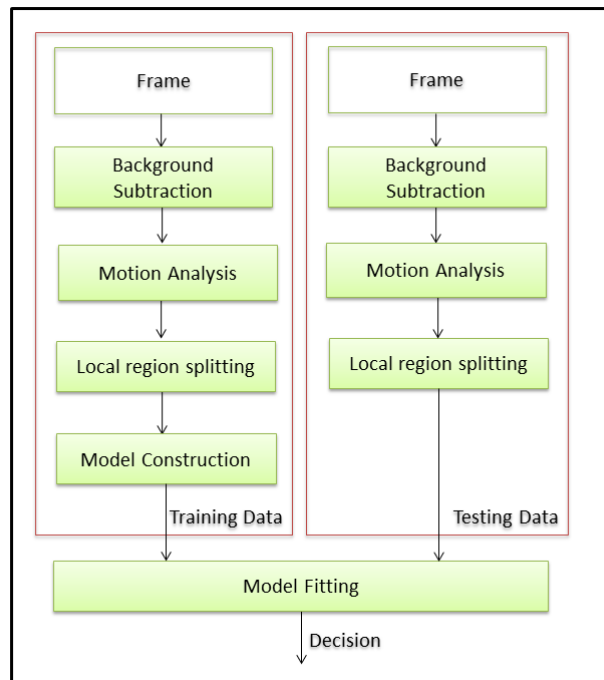 Frame
Background
Subtraction
Motion Analysis
Local region splitting
Model Construction
Training Data
Frame
Background
Subtraction
Motion Analysis
Local region splitting
Testing Data
Model Fitting
Decision